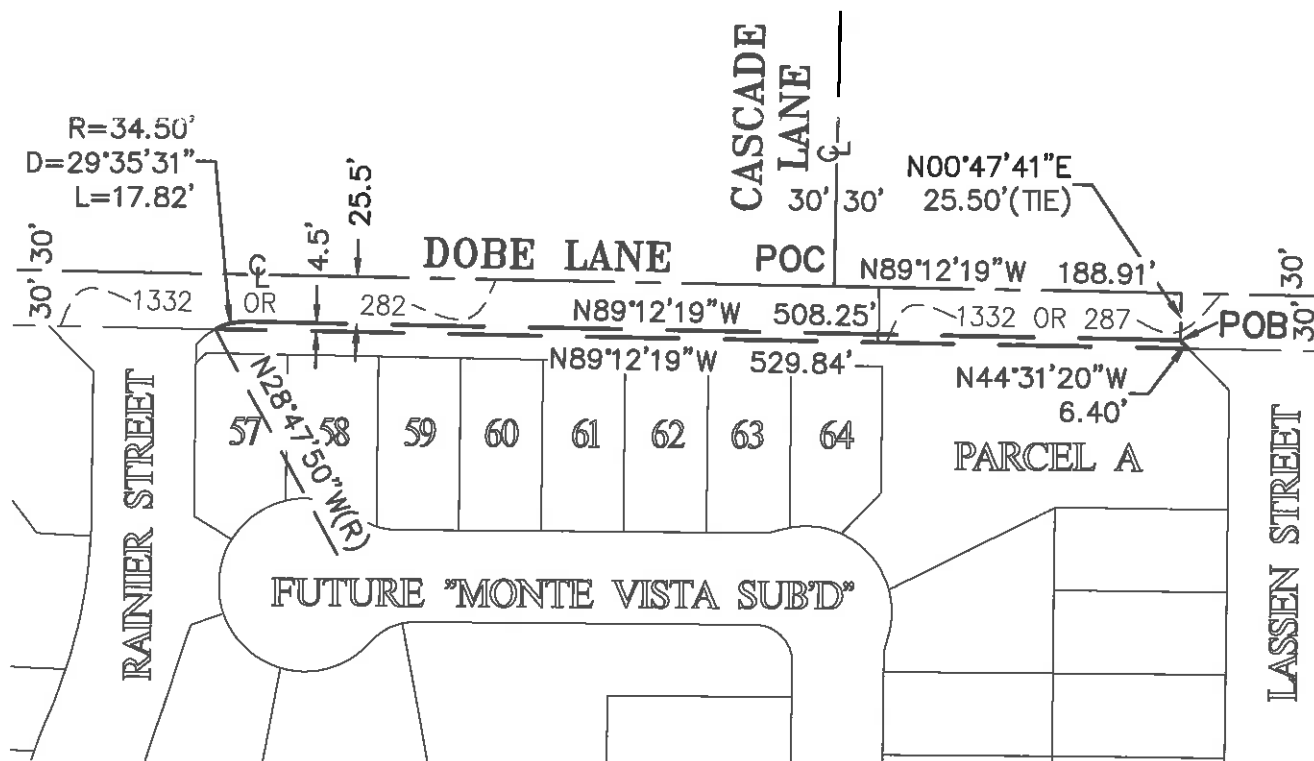 CASCADE
LANE
C̵L
30' 30'
R=34.50'
D=29°35'31"
L=17.82'
4.5'
25.5'
N00°47'41"E
25.50'(TIE)
30'
30'
CL
DOBE LANE
POC
N89°12'19"W 188.91'
30'
30'
1332 OR 282
N89°12'19"W 508.25'
1332 OR 287
POB
N89°12'19"W 529.84'
N44°31'20"W
6.40'
N28°47'50"W(R)
57 58 59 60 61 62 63 64
PARCEL A
RAINIER STREET
LASSEN STREET
FUTURE "MONTE VISTA SUB'D"